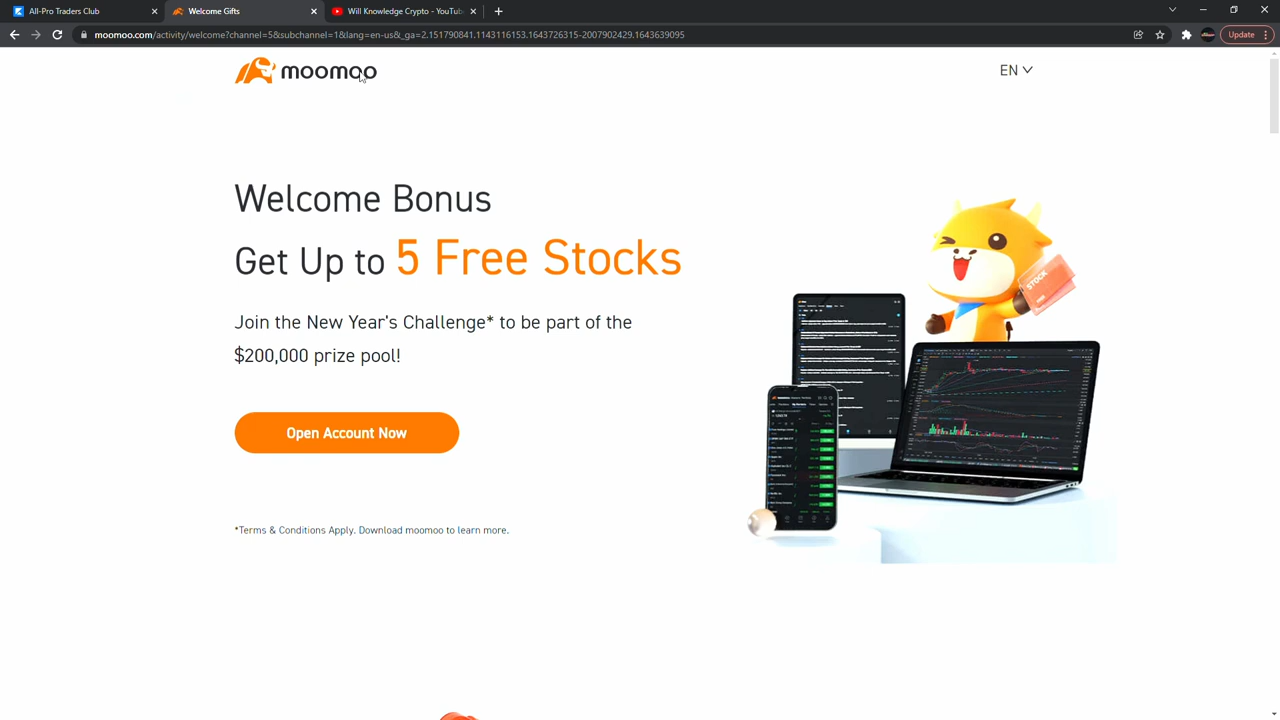 All-Pro Traders Club
Welcome Gifts
Will Knowledge Crypto - YouTub
moomoo.com/activity/welcome?channel=5&subchannel=1&lang=en-us&_ga=2.151790841.1143116153.1643726315-2007902429.1643639095
Update
moomoo
EN
Welcome Bonus
Get Up to 5 Free Stocks
Join the New Year's Challenge* to be part of the
$200,000 prize pool!
STOCK
Open Account Now
*Terms & Conditions Apply. Download moomoo to learn more.